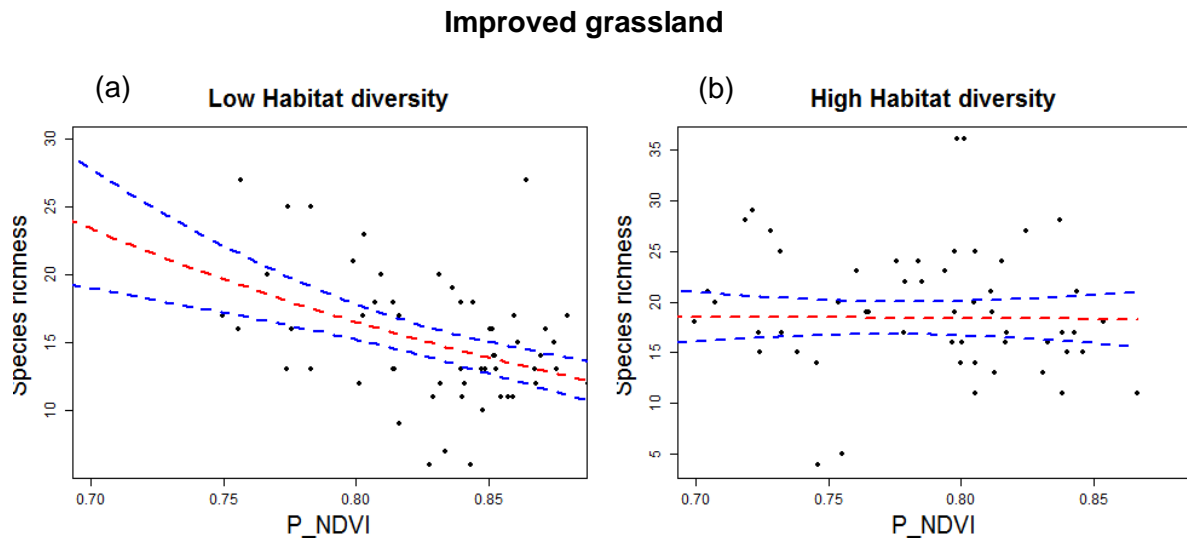 Improved grassland
(a)
Low Habitat diversity
Species richness
30
25
20
15
10
0.70 0.75 0.80 0.85
P_NDVI
(b)
High Habitat diversity
Species richness
35
30
25
20
15
10
5
0.70 0.75 0.80 0.85
P_NDVI